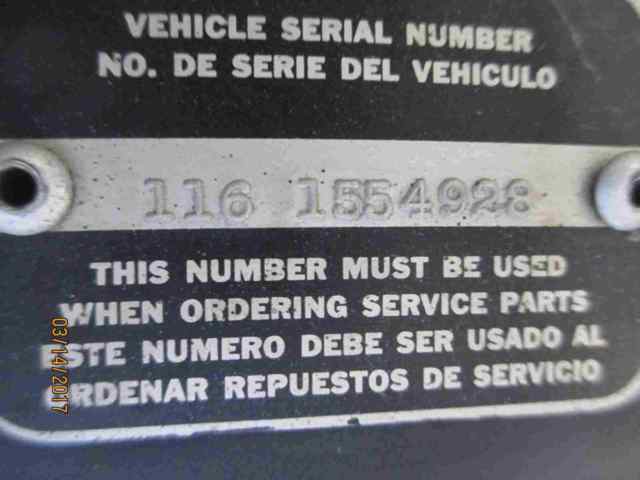 VEHICLE SERIAL NUMBER
NO. DE SERIE DEL VEHICULO
116 1554928
THIS NUMBER MUST BE USED
WHEN ORDERING SERVICE PARTS
ESTE NUMERO DEBE SER USADO AL
ORDENAR REPUESTOS DE SERVICIO
03/14/2017